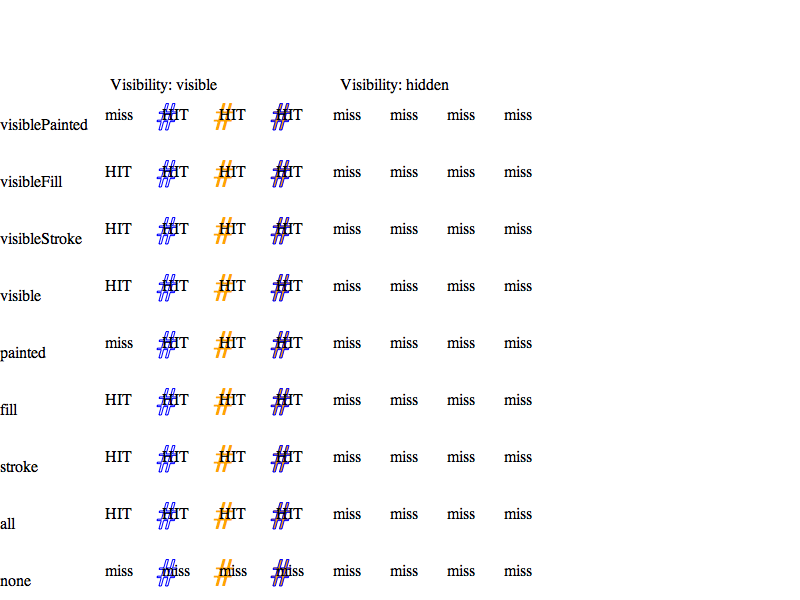 Visibility: visible Visibility: hidden
visiblePainted miss # HIT # HIT # HIT miss miss miss miss
visibleFill HIT # HIT # HIT # HIT miss miss miss miss
visibleStroke HIT # HIT # HIT # HIT miss miss miss miss
visible HIT # HIT # HIT # HIT miss miss miss miss
painted miss # HIT # HIT # HIT miss miss miss miss
fill HIT # HIT # HIT # HIT miss miss miss miss
stroke HIT # HIT # HIT # HIT miss miss miss miss
all HIT # HIT # HIT # HIT miss miss miss miss
none miss # miss # miss # miss miss miss miss miss